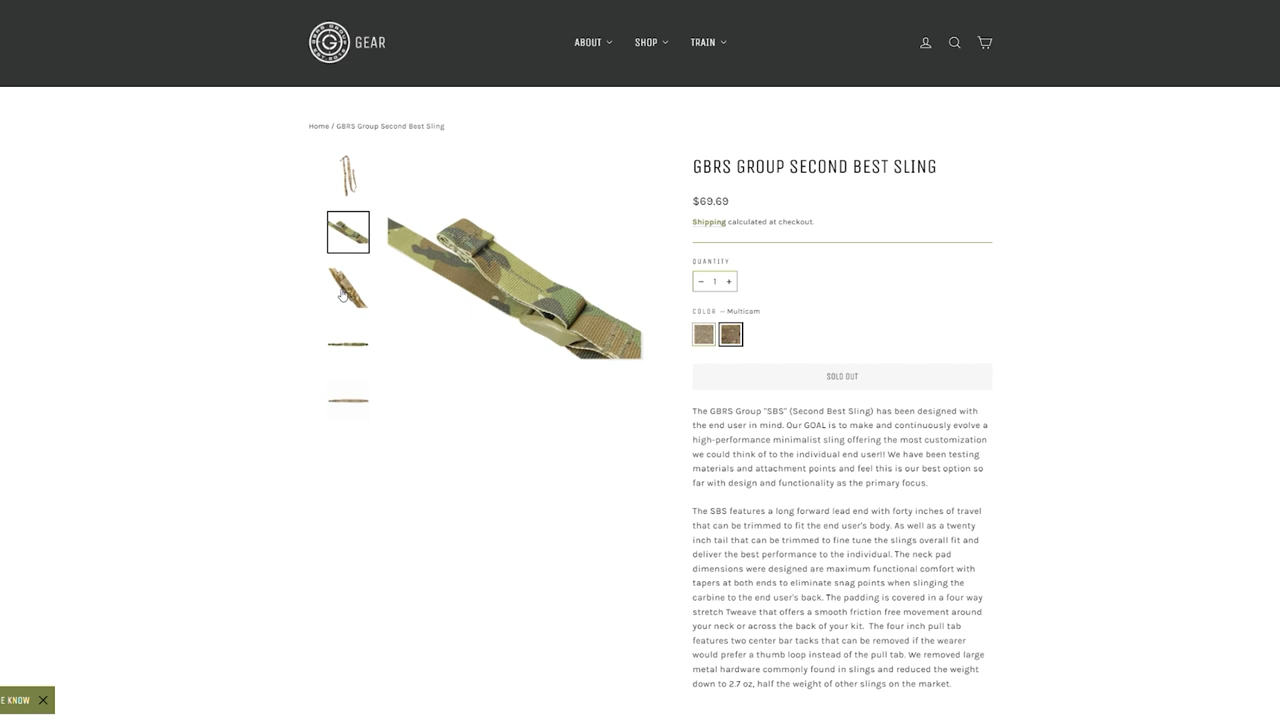 GEAR
ABOUT
SHOP
TRAIN
Home / GBRS Group Second Best Sling
GBRS GROUP SECOND BEST SLING
$69.69
Shipping calculated at checkout.
QUANTITY
− 1 +
COLOR — Multicam
SOLD OUT
The GBRS Group "SBS" (Second Best Sling) has been designed with
the end user in mind. Our GOAL is to make and continuously evolve a
high-performance minimalist sling offering the most customization
we could think of to the individual end user!! We have been testing
materials and attachment points and feel this is our best option so
far with design and functionality as the primary focus.
The SBS features a long forward lead end with forty inches of travel
that can be trimmed to fit the end user's body. As well as a twenty
inch tail that can be trimmed to fine tune the slings overall fit and
deliver the best performance to the individual. The neck pad
dimensions were designed are maximum functional comfort with
tapers at both ends to eliminate snag points when slinging the
carbine to the end user's back. The padding is covered in a four way
stretch Tweave that offers a smooth friction free movement around
your neck or across the back of your kit. The four inch pull tab
features two center bar tacks that can be removed if the wearer
would prefer a thumb loop instead of the pull tab. We removed large
metal hardware commonly found in slings and reduced the weight
down to 2.7 oz, half the weight of other slings on the market.
E KNOW